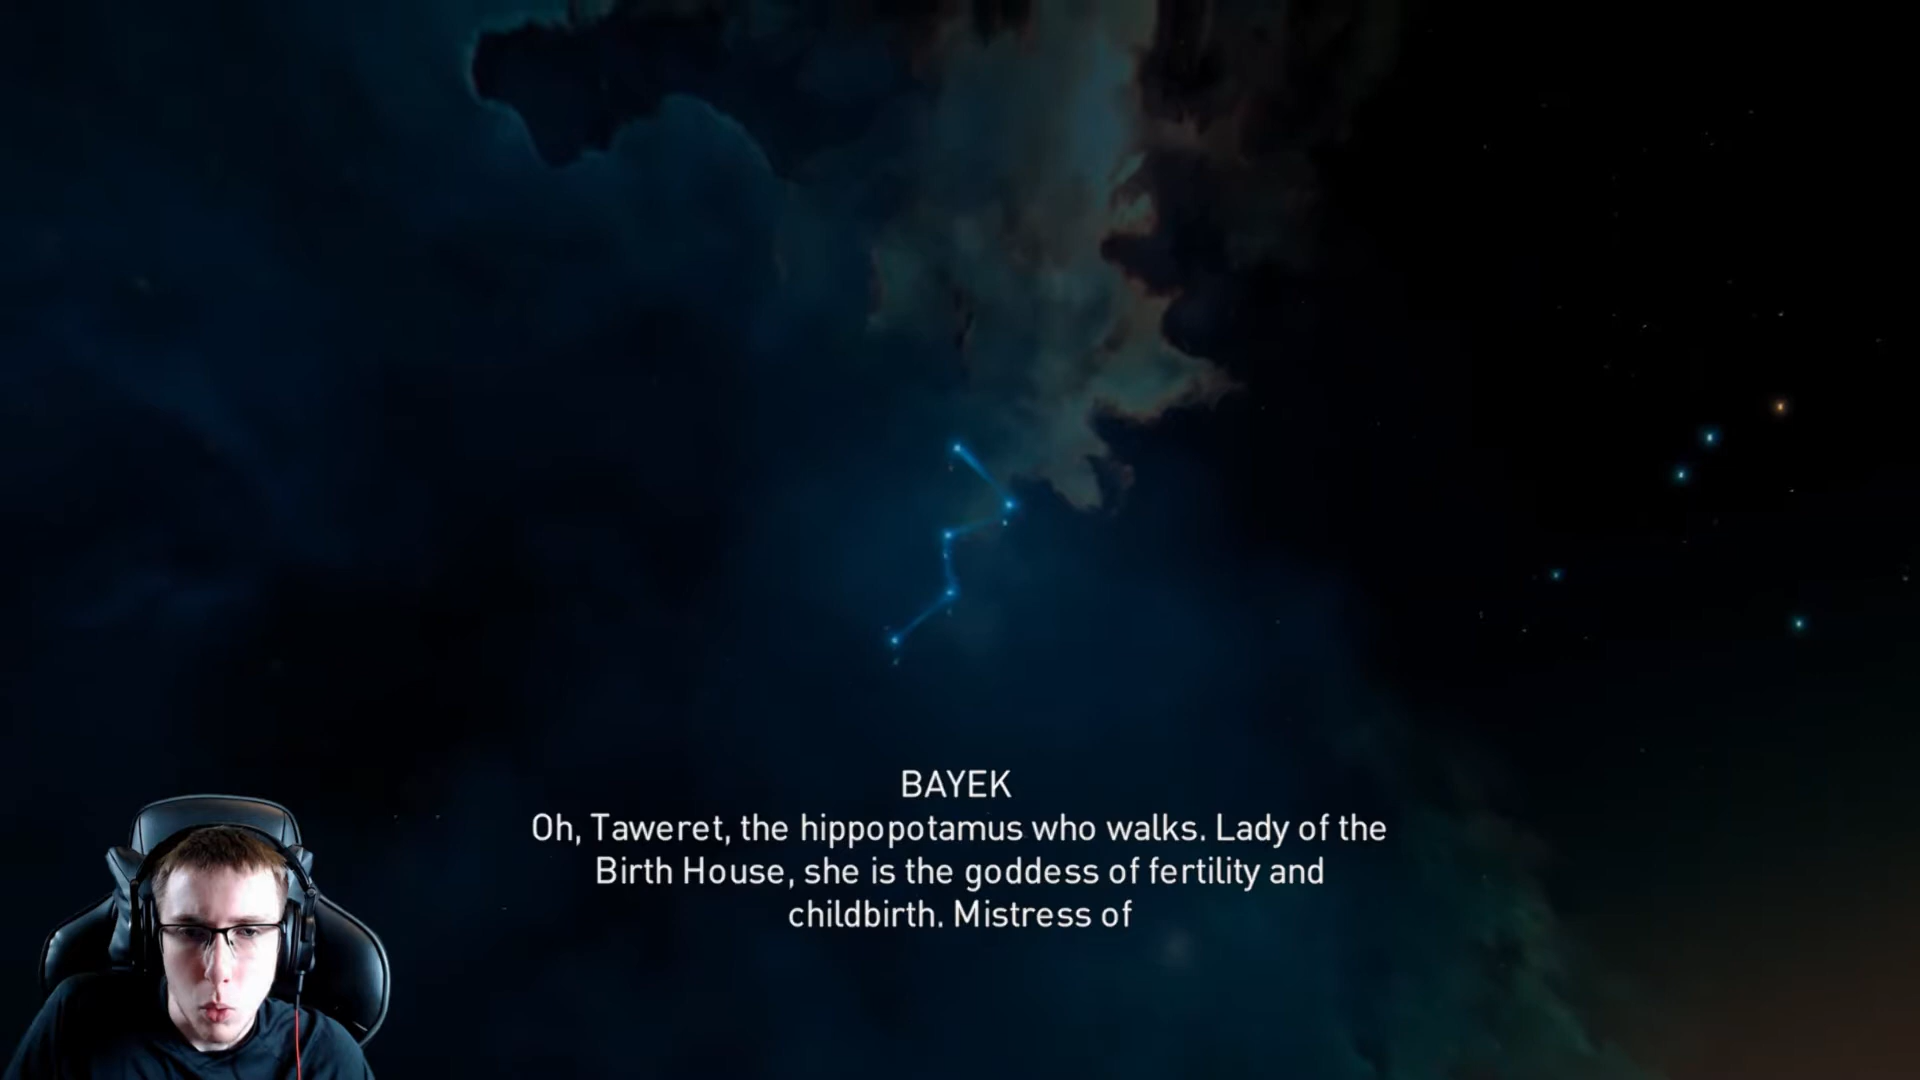 BAYEK
Oh, Taweret, the hippopotamus who walks. Lady of the
Birth House, she is the goddess of fertility and
childbirth. Mistress of